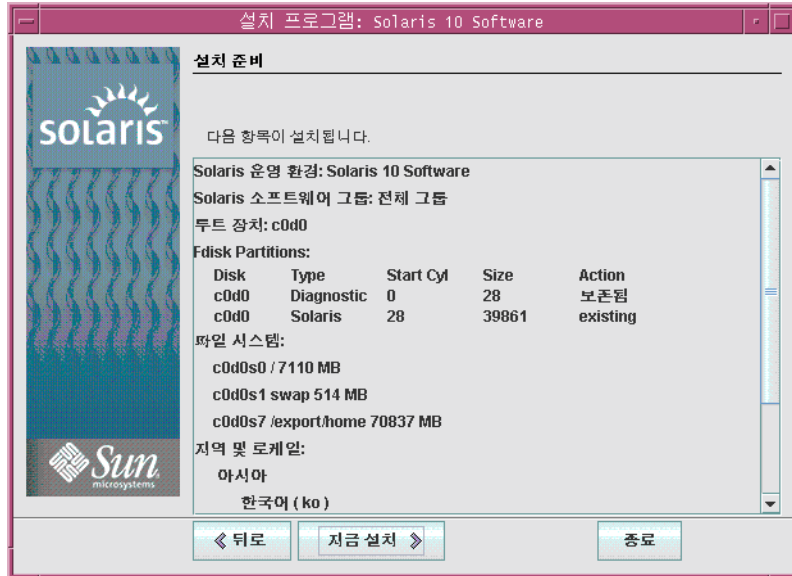 설치 프로그램: Solaris 10 Software
solaris™
설치 준비
다음 항목이 설치됩니다.
Solaris 운영 환경: Solaris 10 Software
Solaris 소프트웨어 그룹: 전체 그룹
루트 장치: c0d0
Fdisk Partitions:
Disk Type Start Cyl Size Action
c0d0 Diagnostic 0 28 보존됨
c0d0 Solaris 28 39861 existing
파일 시스템:
c0d0s0 / 7110 MB
c0d0s1 swap 514 MB
c0d0s7 /export/home 70837 MB
지역 및 로케일:
아시아
한국어 ( ko )
Sun
microsystems
뒤로 지금 설치 종료